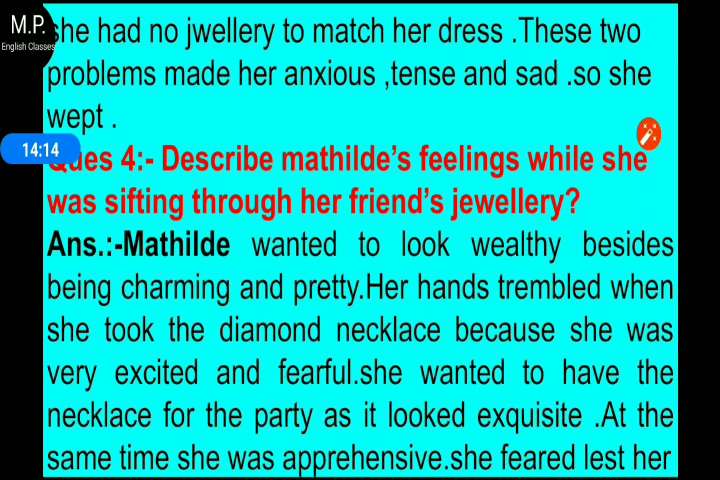 M.P.
English Classes
she had no jwellery to match her dress .These two
problems made her anxious ,tense and sad .so she
wept .
14:14
Ques 4:- Describe mathilde's feelings while she
was sifting through her friend's jewellery?
Ans.:-Mathilde wanted to look wealthy besides
being charming and pretty.Her hands trembled when
she took the diamond necklace because she was
very excited and fearful.she wanted to have the
necklace for the party as it looked exquisite .At the
same time she was apprehensive.she feared lest her